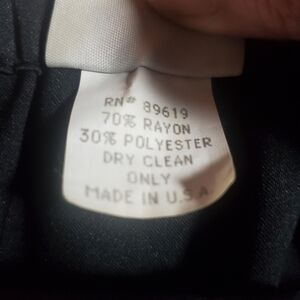 RN# 89619
70% RAYON
30% POLYESTER
DRY CLEAN
ONLY
MADE IN U.S.A.